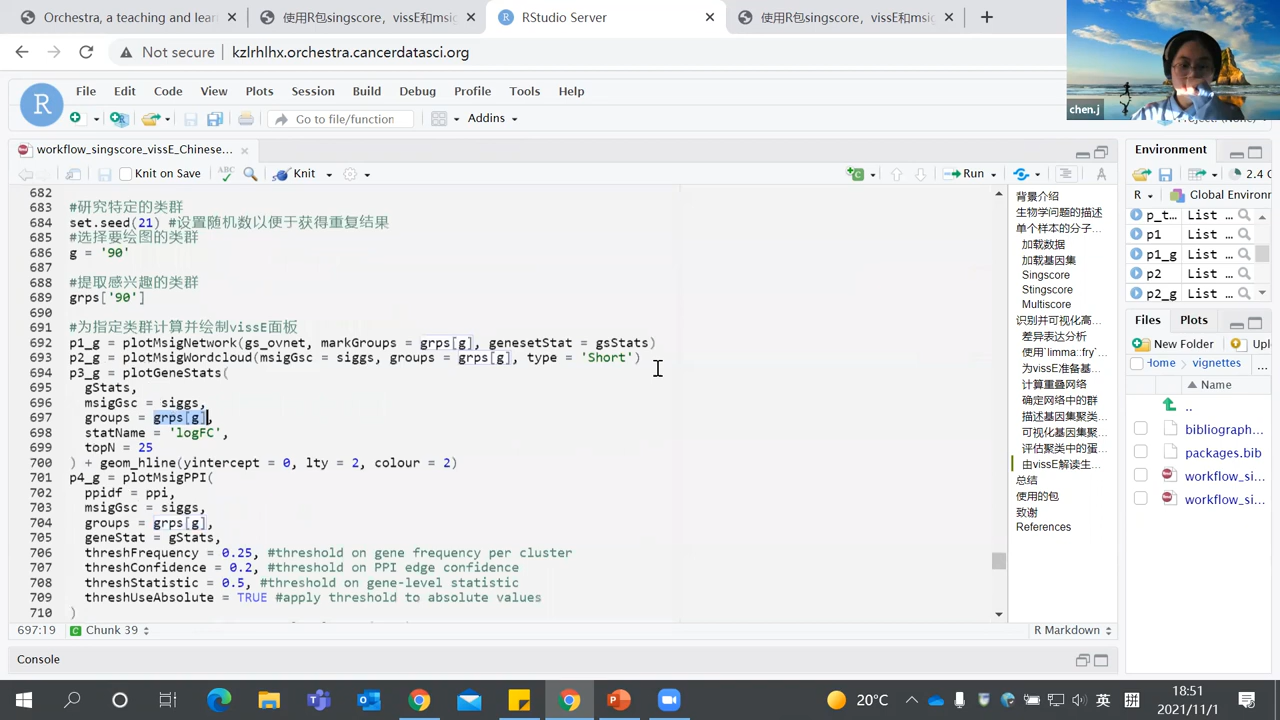 Orchestra, a teaching and lear
使用R包singscore，vissE和msig
RStudio Server
使用R包singscore，vissE和msig
Not secure
kzlrhlhx.orchestra.cancerdatasci.org
chen.j
R
File Edit Code View Plots Session Build Debug Profile Tools Help
Go to file/function
Addins
Project: (None)
workflow_singscore_vissE_Chinese...
Knit on Save
ABC
Knit
Run
682
683 #研究特定的类群
684 set.seed(21) #设置随机数以便于获得重复结果
685 #选择要绘图的类群
686 g = '90'
687
688 #提取感兴趣的类群
689 grps['90']
690
691 #为指定类群计算并绘制vissE面板
692 p1_g = plotMsigNetwork(gs_ovnet, markGroups = grps[g], genesetStat = gsStats)
693 p2_g = plotMsigWordcloud(msigGsc = siggs, groups = grps[g], type = 'Short')
694 p3_g = plotGeneStats(
695 gStats,
696 msigGsc = siggs,
697 groups = grps[g],
698 statName = 'logFC',
699 topN = 25
700 ) + geom_hline(yintercept = 0, lty = 2, colour = 2)
701 p4_g = plotMsigPPI(
702 ppidf = ppi,
703 msigGsc = siggs,
704 groups = grps[g],
705 geneStat = gStats,
706 threshFrequency = 0.25, #threshold on gene frequency per cluster
707 threshConfidence = 0.2, #threshold on PPI edge confidence
708 threshStatistic = 0.5, #threshold on gene-level statistic
709 threshUseAbsolute = TRUE #apply threshold to absolute values
710 )
697:19
Chunk 39
R Markdown
Console
背景介绍
生物学问题的描述
单个样本的分子...
加载数据
加载基因集
Singscore
Stingscore
Multiscore
识别并可视化高...
差异表达分析
使用`limma::fry`...
为vissE准备基...
计算重叠网络
确定网络中的群
描述基因集聚类...
可视化基因集聚...
评估聚类中的蛋...
由vissE解读生...
总结
使用的包
致谢
References
Environment
2.4 G
R
Global Environr
p_t... List ...
p1 List ...
p1_g List ...
p2 List ...
p2_g List ...
Files Plots
New Folder
Uplo
Home vignettes ...
Name
..
bibliograph...
packages.bib
workflow_si...
workflow_si...
20°C
英
拼
18:51
2021/11/1